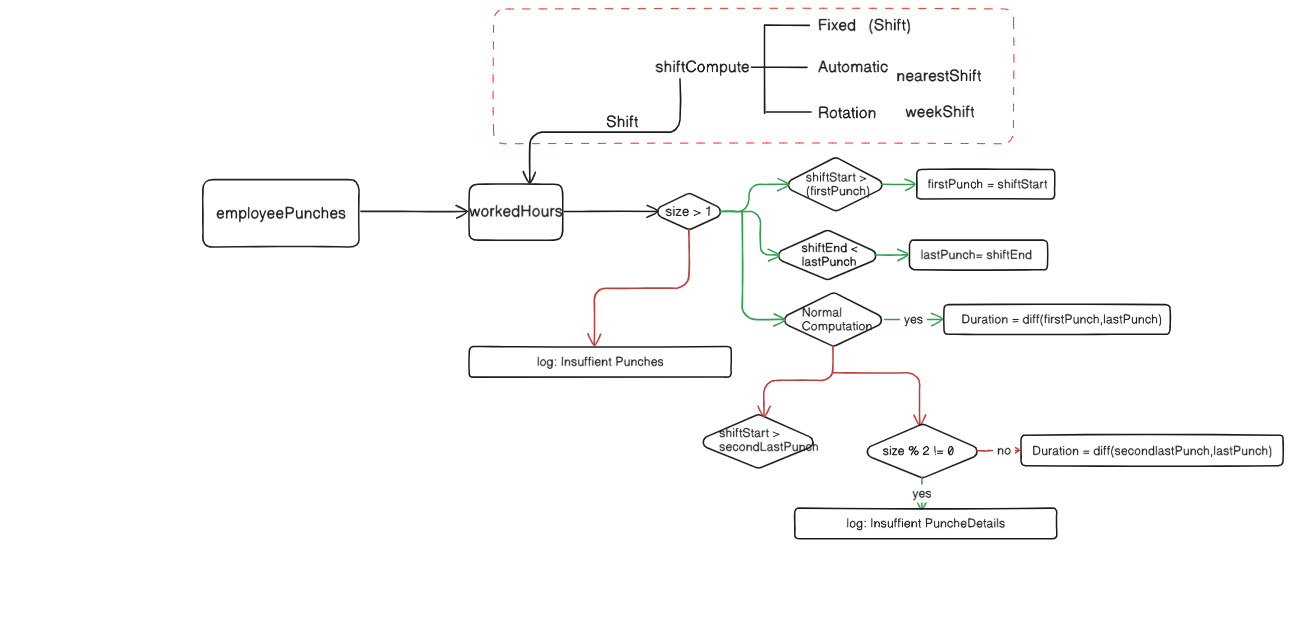 Fixed (Shift)
shiftCompute
Automatic
nearestShift
Rotation
weekShift
Shift
employeePunches
workedHours
size > 1
shiftStart >
(firstPunch)
firstPunch = shiftStart
shiftEnd <
lastPunch
lastPunch= shiftEnd
Normal
Computation
yes
Duration = diff(firstPunch,lastPunch)
log: Insuffient Punches
shiftStart >
secondLastPunch
size % 2 != 0
no
Duration = diff(secondlastPunch,lastPunch)
yes
log: Insuffient PuncheDetails